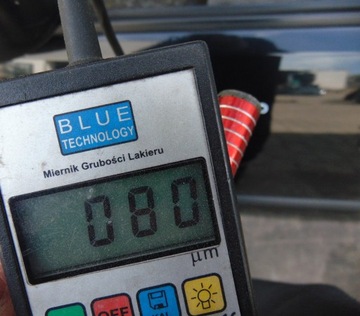 BLUE
TECHNOLOGY
Miernik Grubości Lakieru
080
μm
OFF